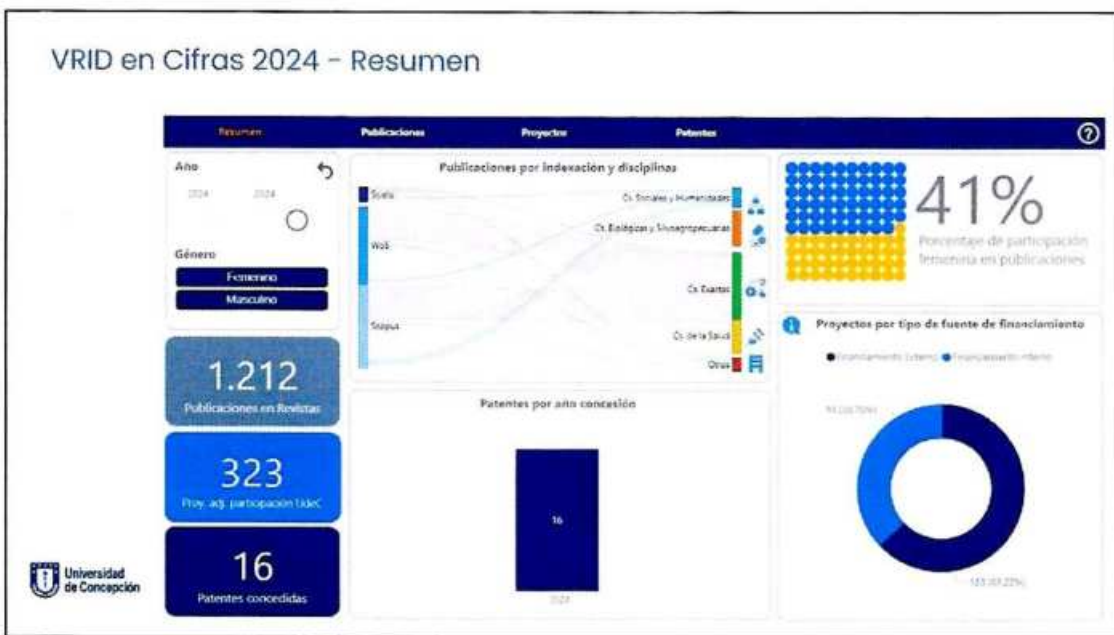 VRID en Cifras 2024 - Resumen
Resumen
Publicaciones
Proyectos
Patentes
?
Año
2024
2024
Género
Femenino
Masculino
1.212
Publicaciones en Revistas
323
Proy. adj. participación UdeC
16
Patentes concedidas
Publicaciones por indexación y disciplinas
Scielo
WoS
Scopus
Cs. Sociales y Humanidades
Cs. Biológicas y Silvoagropecuarias
Cs. Exactas
Cs. de la Salud
Otras
Patentes por año concesión
16
2024
41%
Porcentaje de participación
femenina en publicaciones
Proyectos por tipo de fuente de financiamiento
Financiamiento Externo
Financiamiento Interno
Universidad
de Concepción